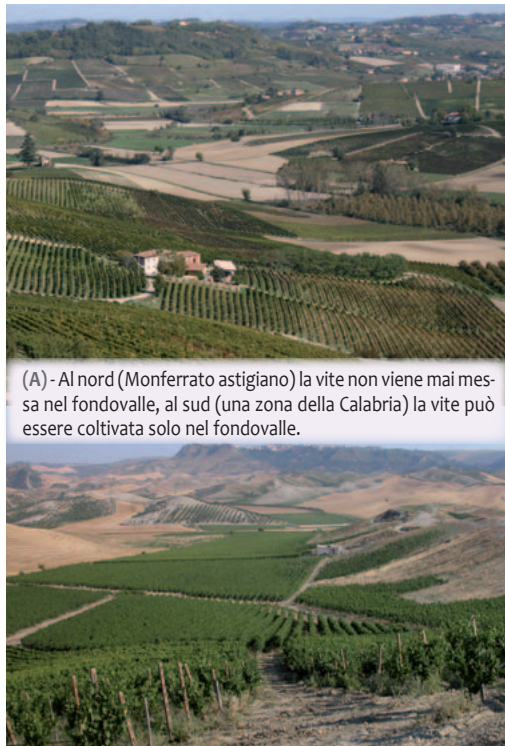 (A) - Al nord (Monferrato astigiano) la vite non viene mai mes-
sa nel fondovalle, al sud (una zona della Calabria) la vite può
essere coltivata solo nel fondovalle.